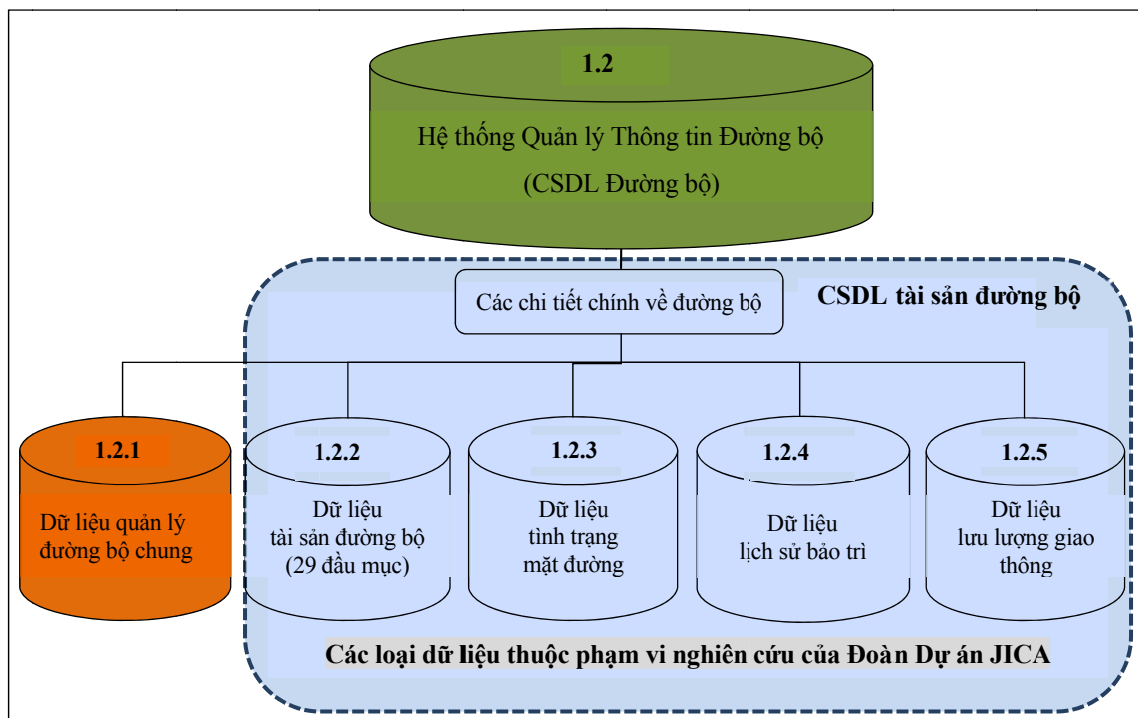 1.2
Hệ thống Quản lý Thông tin Đường bộ
(CSDL Đường bộ)
Các chi tiết chính về đường bộ
CSDL tài sản đường bộ
1.2.1
Dữ liệu quản lý
đường bộ chung
1.2.2
Dữ liệu
tài sản đường bộ
(29 đầu mục)
1.2.3
Dữ liệu
tình trạng
mặt đường
1.2.4
Dữ liệu
lịch sử bảo trì
1.2.5
Dữ liệu
lưu lượng giao
thông
Các loại dữ liệu thuộc phạm vi nghiên cứu của Đoàn Dự án JICA